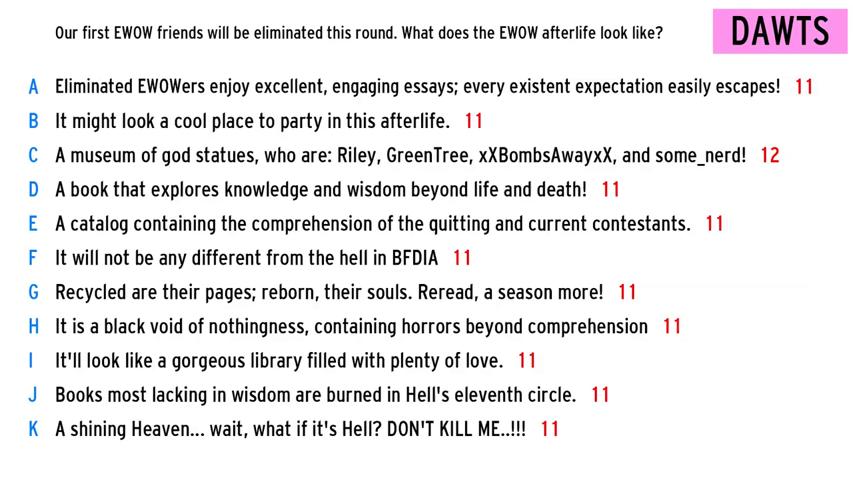 Our first EWOW friends will be eliminated this round. What does the EWOW afterlife look like?
DAWTS
A Eliminated EWOWers enjoy excellent, engaging essays; every existent expectation easily escapes! 11
B It might look a cool place to party in this afterlife. 11
C A museum of god statues, who are: Riley, GreenTree, xXBombsAwayxX, and some_nerd! 12
D A book that explores knowledge and wisdom beyond life and death! 11
E A catalog containing the comprehension of the quitting and current contestants. 11
F It will not be any different from the hell in BFDIA 11
G Recycled are their pages; reborn, their souls. Reread, a season more! 11
H It is a black void of nothingness, containing horrors beyond comprehension 11
I It'll look like a gorgeous library filled with plenty of love. 11
J Books most lacking in wisdom are burned in Hell's eleventh circle. 11
K A shining Heaven... wait, what if it's Hell? DON'T KILL ME..!!! 11